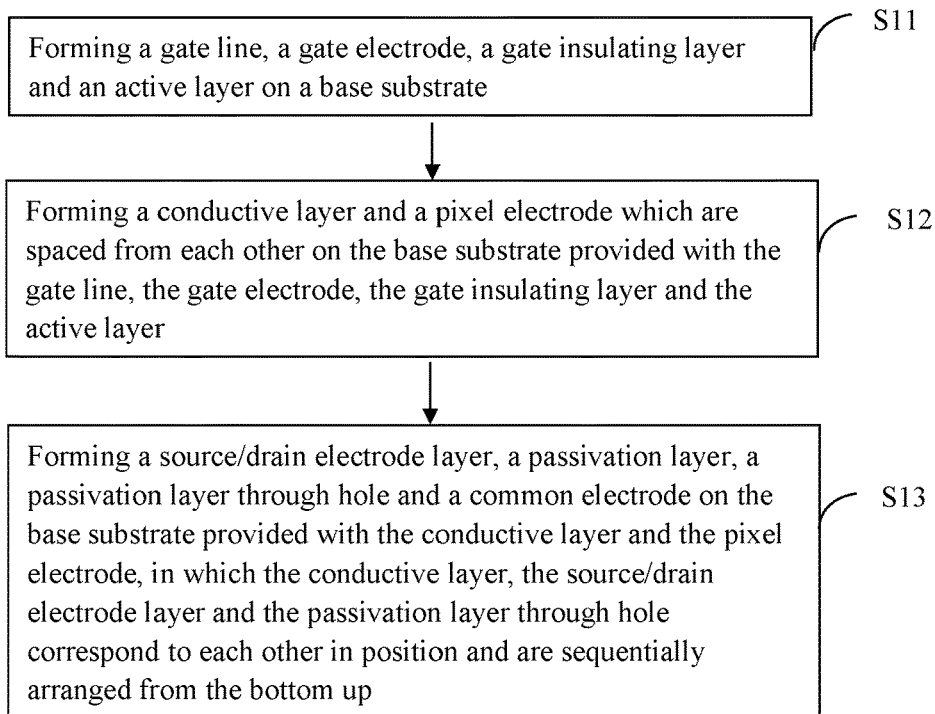 S11
Forming a gate line, a gate electrode, a gate insulating layer
and an active layer on a base substrate
S12
Forming a conductive layer and a pixel electrode which are
spaced from each other on the base substrate provided with the
gate line, the gate electrode, the gate insulating layer and the
active layer
S13
Forming a source/drain electrode layer, a passivation layer, a
passivation layer through hole and a common electrode on the
base substrate provided with the conductive layer and the pixel
electrode, in which the conductive layer, the source/drain
electrode layer and the passivation layer through hole
correspond to each other in position and are sequentially
arranged from the bottom up